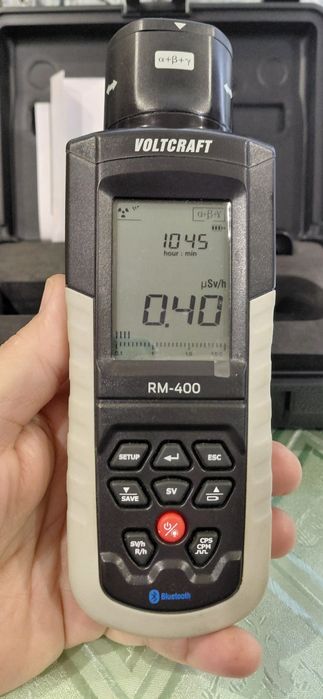 α+β+γ
VOLTCRAFT
α+β+γ
10:45
hour : min
μSv/h
0.40
0.1 1 10 100
RM-400
SETUP ESC
SAVE SV
SV/h
R/h
CPS
CPM
Bluetooth